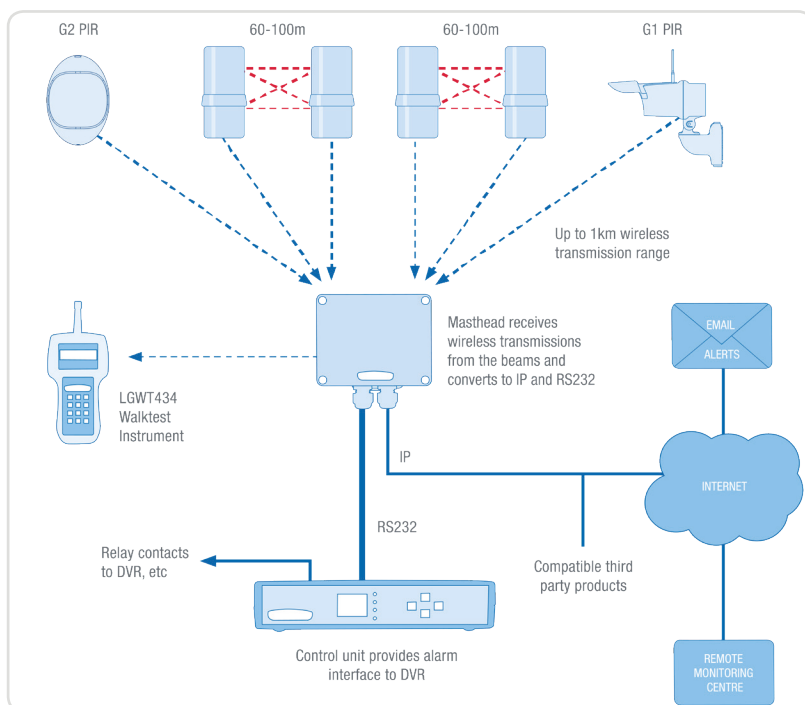 G2 PIR
60-100m
60-100m
G1 PIR
Up to 1km wireless
transmission range
Masthead receives
wireless transmissions
from the beams and
converts to IP and RS232
EMAIL
ALERTS
LGWT434
Walktest
Instrument
IP
INTERNET
RS232
Relay contacts
to DVR, etc
Compatible third
party products
Control unit provides alarm
interface to DVR
REMOTE
MONITORING
CENTRE